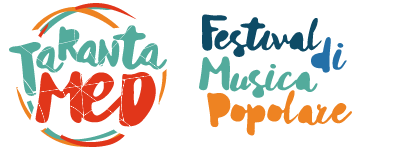 TaRanta
MED
Festival
di
Musica
Popolare